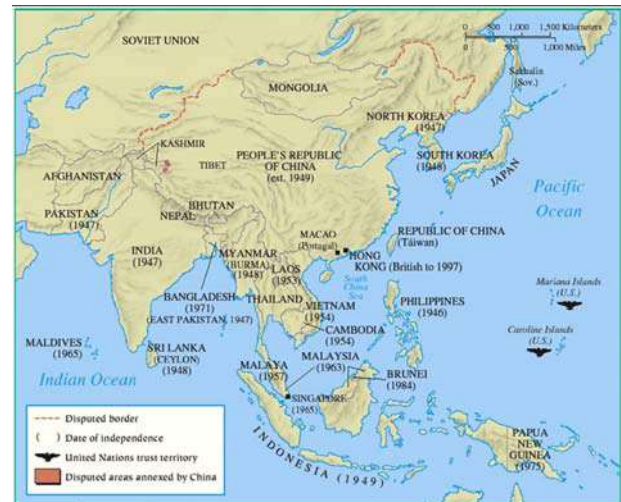 0 500 1,000 1,500 Kilometers
0 500 1,000 Miles
SOVIET UNION
Sakhalin
(Sov.)
MONGOLIA
NORTH KOREA
(1947)
KASHMIR
PEOPLE'S REPUBLIC
OF CHINA
(est. 1949)
TIBET
SOUTH KOREA
(1948)
JAPAN
AFGHANISTAN
Pacific
Ocean
PAKISTAN
(1947)
BHUTAN
NEPAL
MACAO
(Portugal)
REPUBLIC OF CHINA
(Taiwan)
INDIA
(1947)
MYANMAR
(BURMA)
(1948)
HONG
KONG (British to 1997)
LAOS
(1953)
South
China
Sea
Mariana Islands
(U.S.)
BANGLADESH
(1971)
(EAST PAKISTAN, 1947)
THAILAND
VIETNAM
(1954)
PHILIPPINES
(1946)
CAMBODIA
(1954)
Caroline Islands
(U.S.)
MALDIVES
(1965)
SRI LANKA
(CEYLON)
(1948)
MALAYA
(1957)
MALAYSIA
(1963)
BRUNEI
(1984)
Indian Ocean
SINGAPORE
(1965)
INDONESIA (1949)
PAPUA
NEW
GUINEA
(1975)
Disputed border
( ) Date of independence
United Nations trust territory
Disputed areas annexed by China